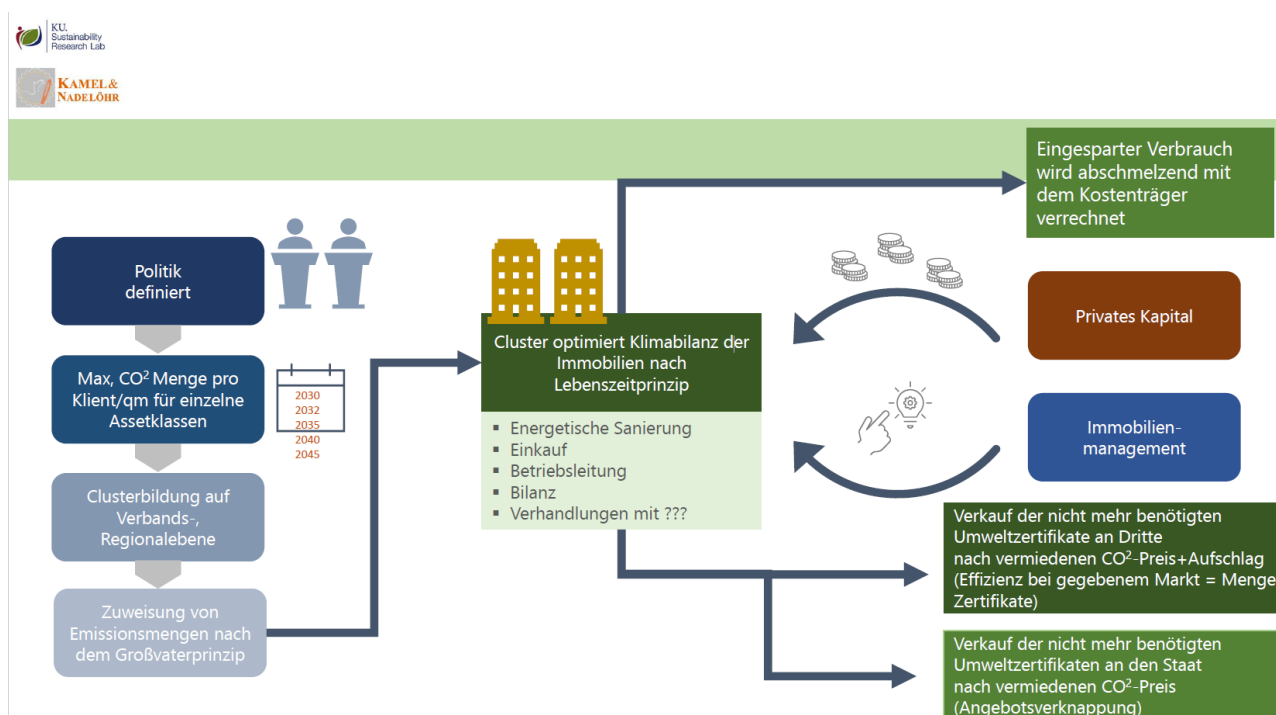 KU.
Sustainability
Research Lab
KAMEL &
NADELÖHR
Eingesparter Verbrauch
wird abschmelzend mit
dem Kostenträger
verrechnet
Politik
definiert
Max, CO² Menge pro
Klient/qm für einzelne
Assetklassen
2030
2032
2035
2040
2045
Clusterbildung auf
Verbands-,
Regionalebene
Zuweisung von
Emissionsmengen nach
dem Großvaterprinzip
Cluster optimiert Klimabilanz der
Immobilien nach
Lebenszeitprinzip
▪ Energetische Sanierung
▪ Einkauf
▪ Betriebsleitung
▪ Bilanz
▪ Verhandlungen mit ???
Privates Kapital
Immobilien-
management
Verkauf der nicht mehr benötigten
Umweltzertifikate an Dritte
nach vermiedenen CO²-Preis+Aufschlag
(Effizienz bei gegebenem Markt = Menge
Zertifikate)
Verkauf der nicht mehr benötigten
Umweltzertifikaten an den Staat
nach vermiedenen CO²-Preis
(Angebotsverknappung)